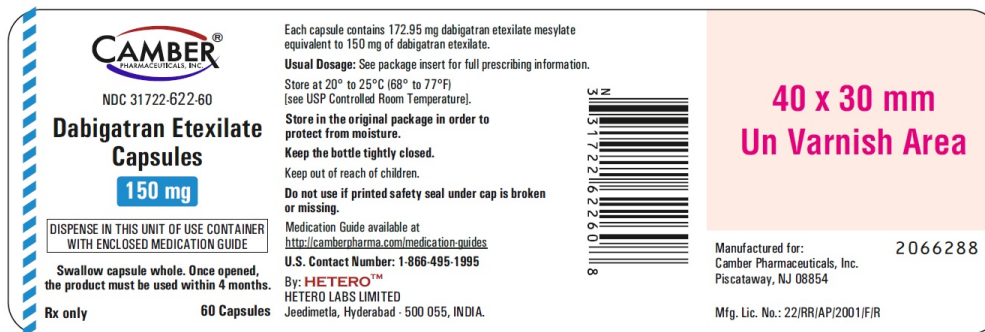 CAMBER®
PHARMACEUTICALS, INC.
NDC 31722-622-60
Dabigatran Etexilate
Capsules
150 mg
DISPENSE IN THIS UNIT OF USE CONTAINER
WITH ENCLOSED MEDICATION GUIDE
Swallow capsule whole. Once opened,
the product must be used within 4 months.
Rx only 60 Capsules
Each capsule contains 172.95 mg dabigatran etexilate mesylate
equivalent to 150 mg of dabigatran etexilate.
Usual Dosage: See package insert for full prescribing information.
Store at 20° to 25°C (68° to 77°F)
[see USP Controlled Room Temperature].
Store in the original package in order to
protect from moisture.
Keep the bottle tightly closed.
Keep out of reach of children.
Do not use if printed safety seal under cap is broken
or missing.
Medication Guide available at
http://camberpharma.com/medication-guides
U.S. Contact Number: 1-866-495-1995
By: HETERO™
HETERO LABS LIMITED
Jeedimetla, Hyderabad - 500 055, INDIA.
N
3 31722 62260 8
40 x 30 mm
Un Varnish Area
Manufactured for:
Camber Pharmaceuticals, Inc.
Piscataway, NJ 08854
2066288
Mfg. Lic. No.: 22/RR/AP/2001/F/R